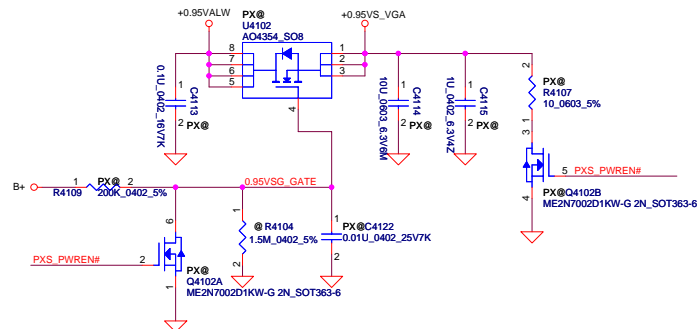 +0.95VALW
PX@
U4102
AO4354_SO8
+0.95VS_VGA
8
7
6
5
1
2
3
4
1
C4113
0.1U_0402_16V7K
2
PX@
1
C4114
10U_0603_6.3V6M
2
PX@
1
C4115
1U_0402_6.3V4Z
2
PX@
2
R4107
10_0603_5%
1
3
5
PXS_PWREN#
4
PX@Q4102B
ME2N7002D1KW-G 2N_SOT363-6
B+
1
PX@
2
R4109
200K_0402_5%
0.95VSG_GATE
6
1
@ R4104
1.5M_0402_5%
2
1
PX@C4122
0.01U_0402_25V7K
2
PXS_PWREN#
2
1
PX@
Q4102A
ME2N7002D1KW-G 2N_SOT363-6